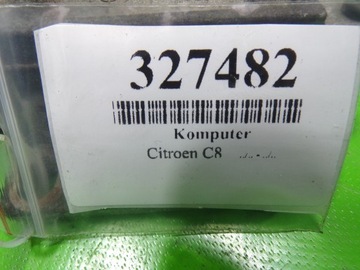 327482
Komputer
Citroen C8 ../.. - ../..